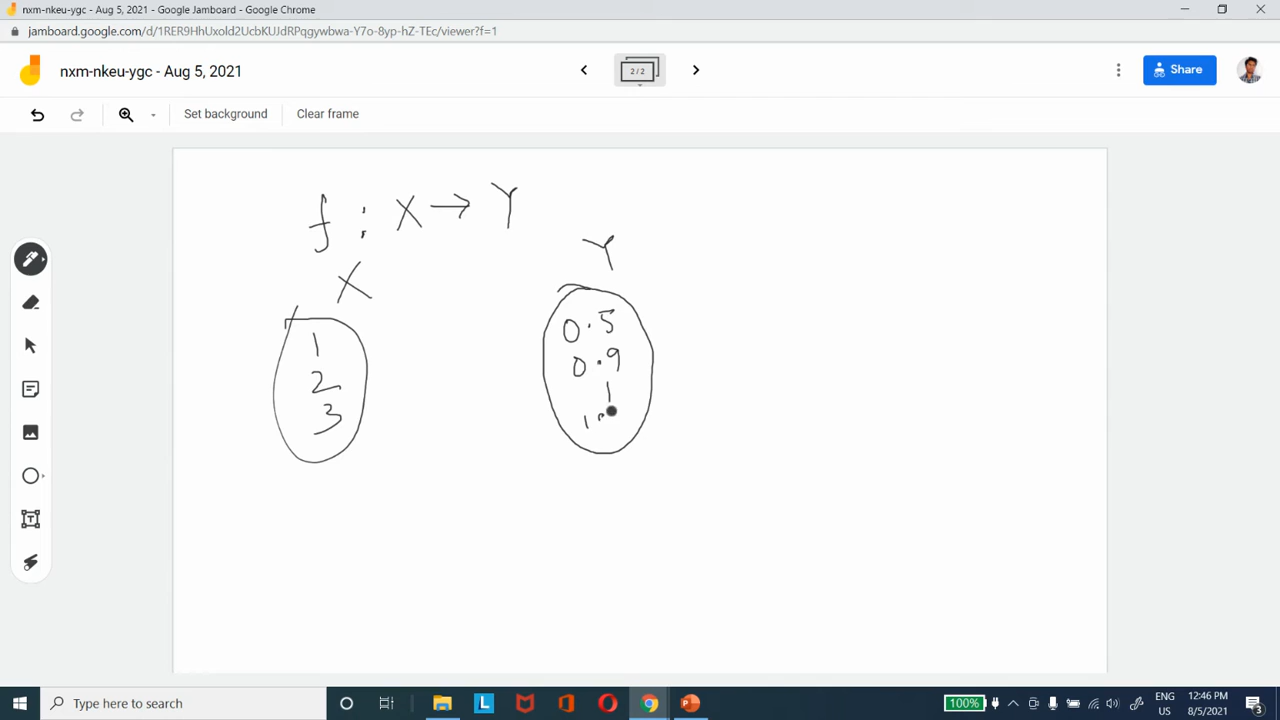 nxm-nkeu-ygc - Aug 5, 2021 - Google Jamboard - Google Chrome
jamboard.google.com/d/1RER9HhUxold2UcbKUJdRPqgywbwa-Y7o-8yp-hZ-TEc/viewer?f=1
nxm-nkeu-ygc - Aug 5, 2021
2 / 2
Share
Set background
Clear frame
f : X → Y
X
Y
1
2
3
0.5
0.9
1
Type here to search
L
100%
ENG
US
12:46 PM
8/5/2021
3